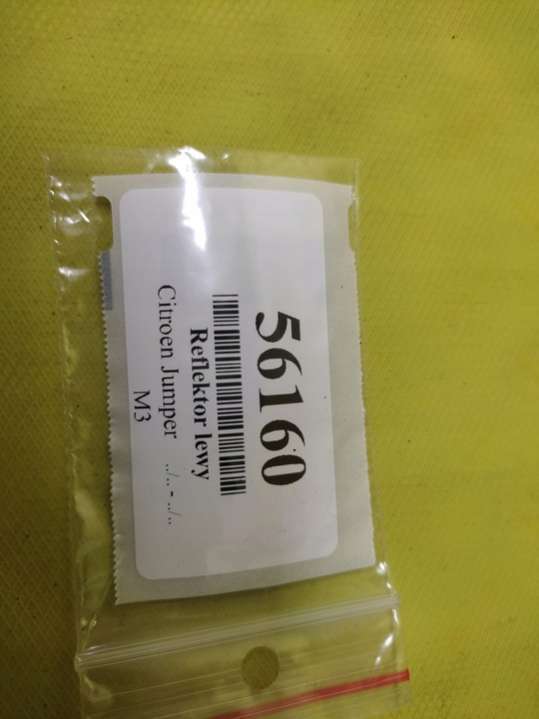 56160
Reflektor lewy
Citroen Jumper ../.. - ../..
M3